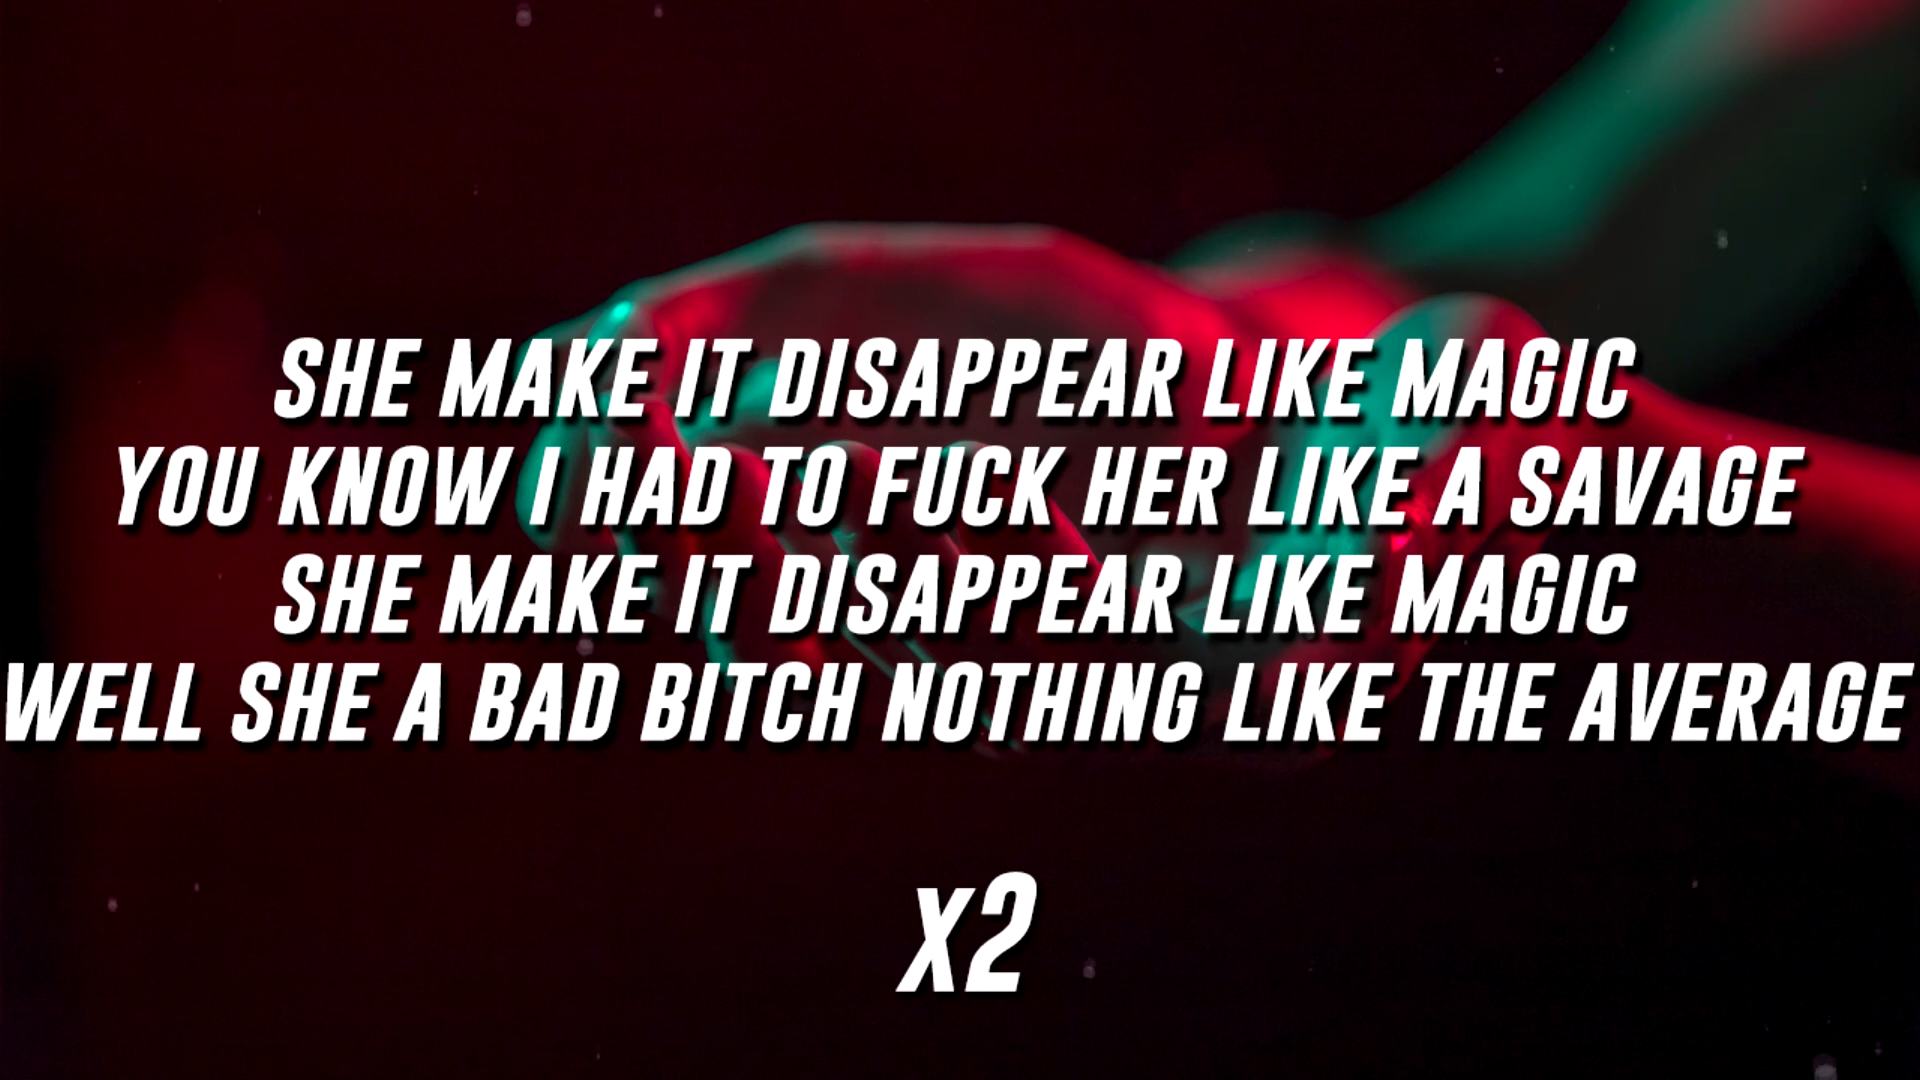 SHE MAKE IT DISAPPEAR LIKE MAGIC
YOU KNOW I HAD TO FUCK HER LIKE A SAVAGE
SHE MAKE IT DISAPPEAR LIKE MAGIC
WELL SHE A BAD BITCH NOTHING LIKE THE AVERAGE
X2